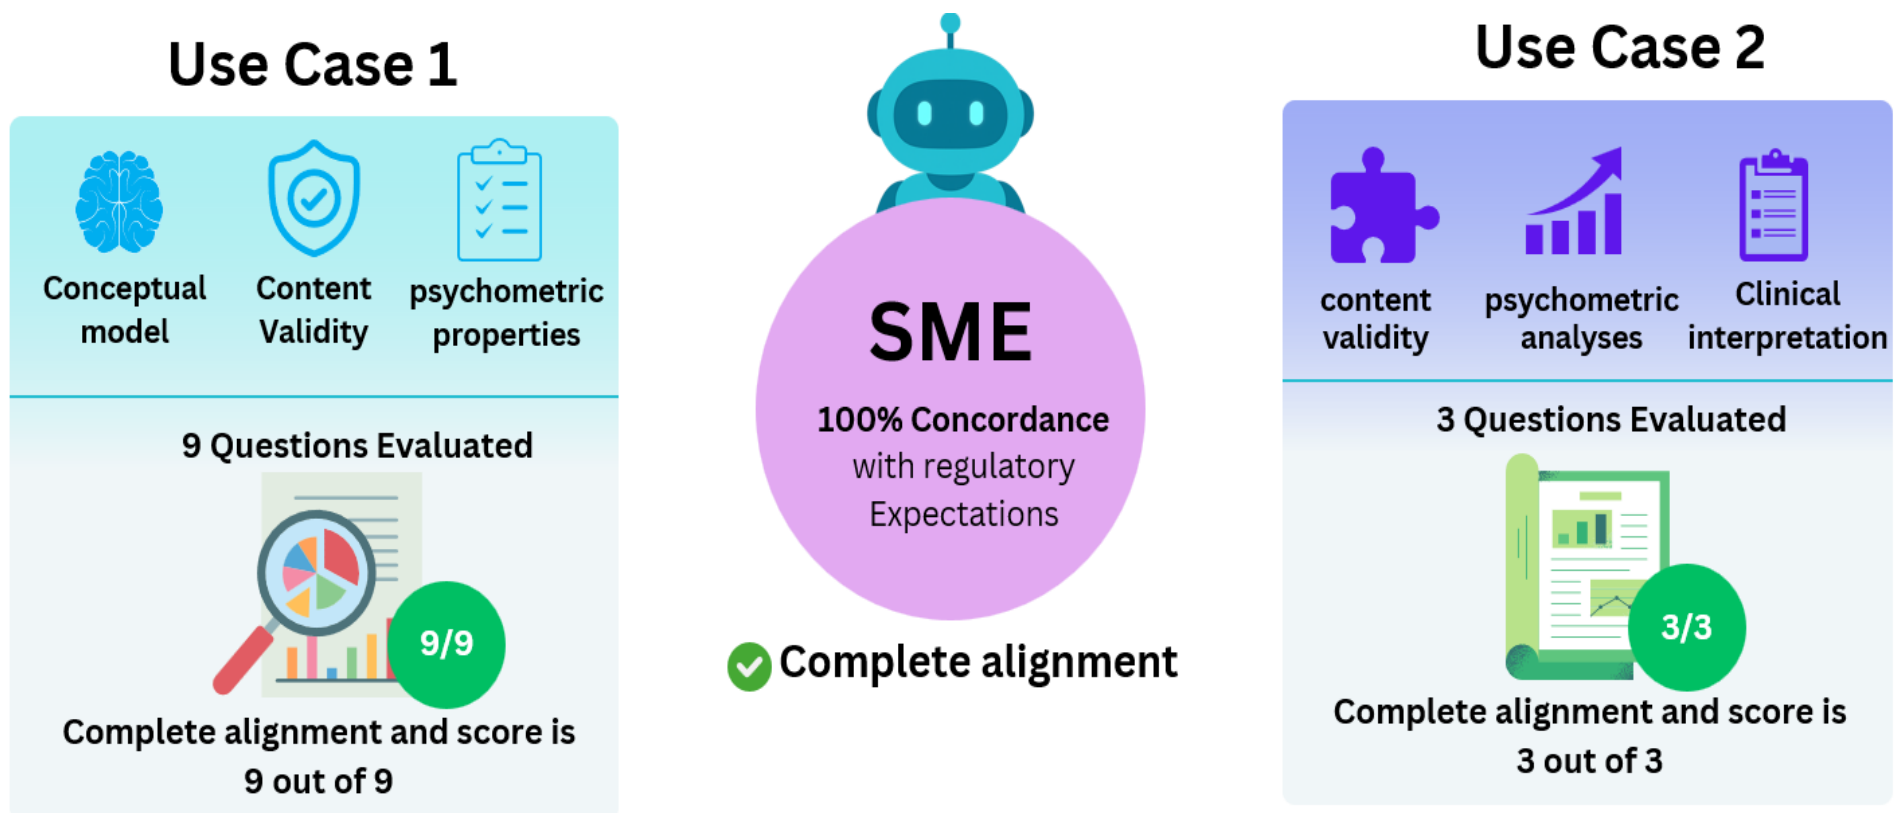 Use Case 1
Conceptual
model
Content
Validity
psychometric
properties
9 Questions Evaluated
9/9
Complete alignment and score is
9 out of 9
SME
100% Concordance
with regulatory
Expectations
Complete alignment
Use Case 2
content
validity
psychometric
analyses
Clinical
interpretation
3 Questions Evaluated
3/3
Complete alignment and score is
3 out of 3